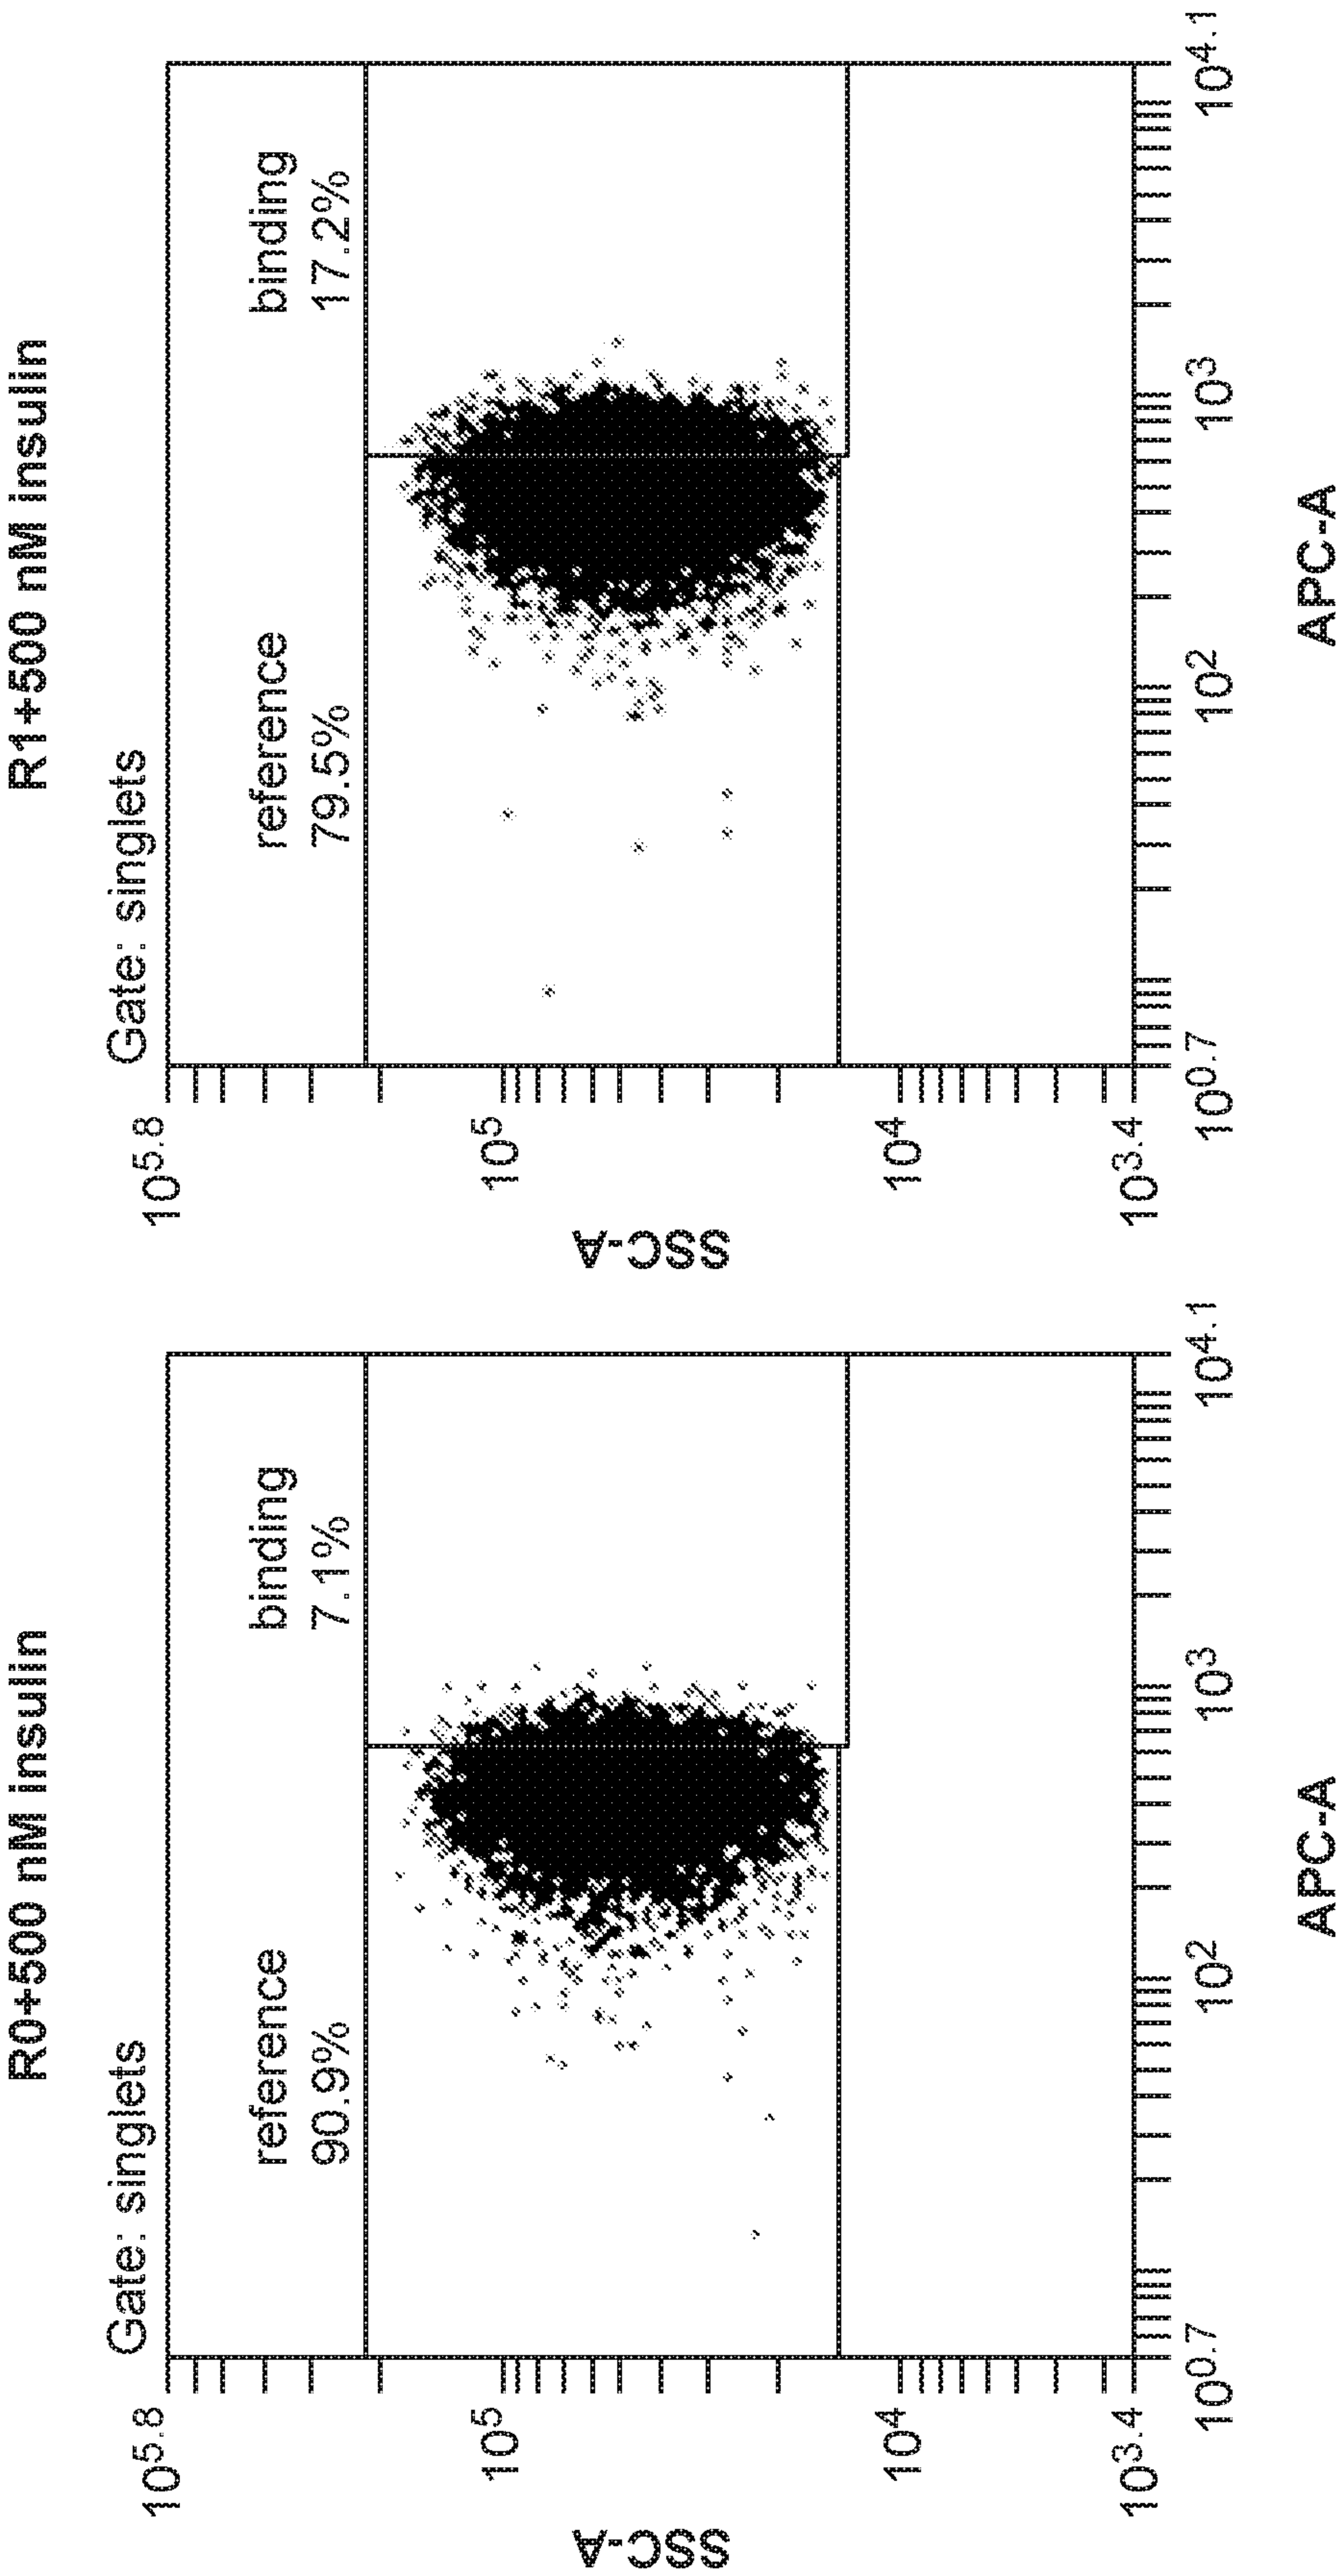 R0+500 nM insulin
Gate: singlets
reference
90.9%
binding
7.1%
10^5.8
10^5
10^4
10^3.4
SSC-A
10^0.7
10^2
10^3
10^4.1
APC-A
R1+500 nM insulin
Gate: singlets
reference
79.5%
binding
17.2%
10^5.8
10^5
10^4
10^3.4
SSC-A
10^0.7
10^2
10^3
10^4.1
APC-A